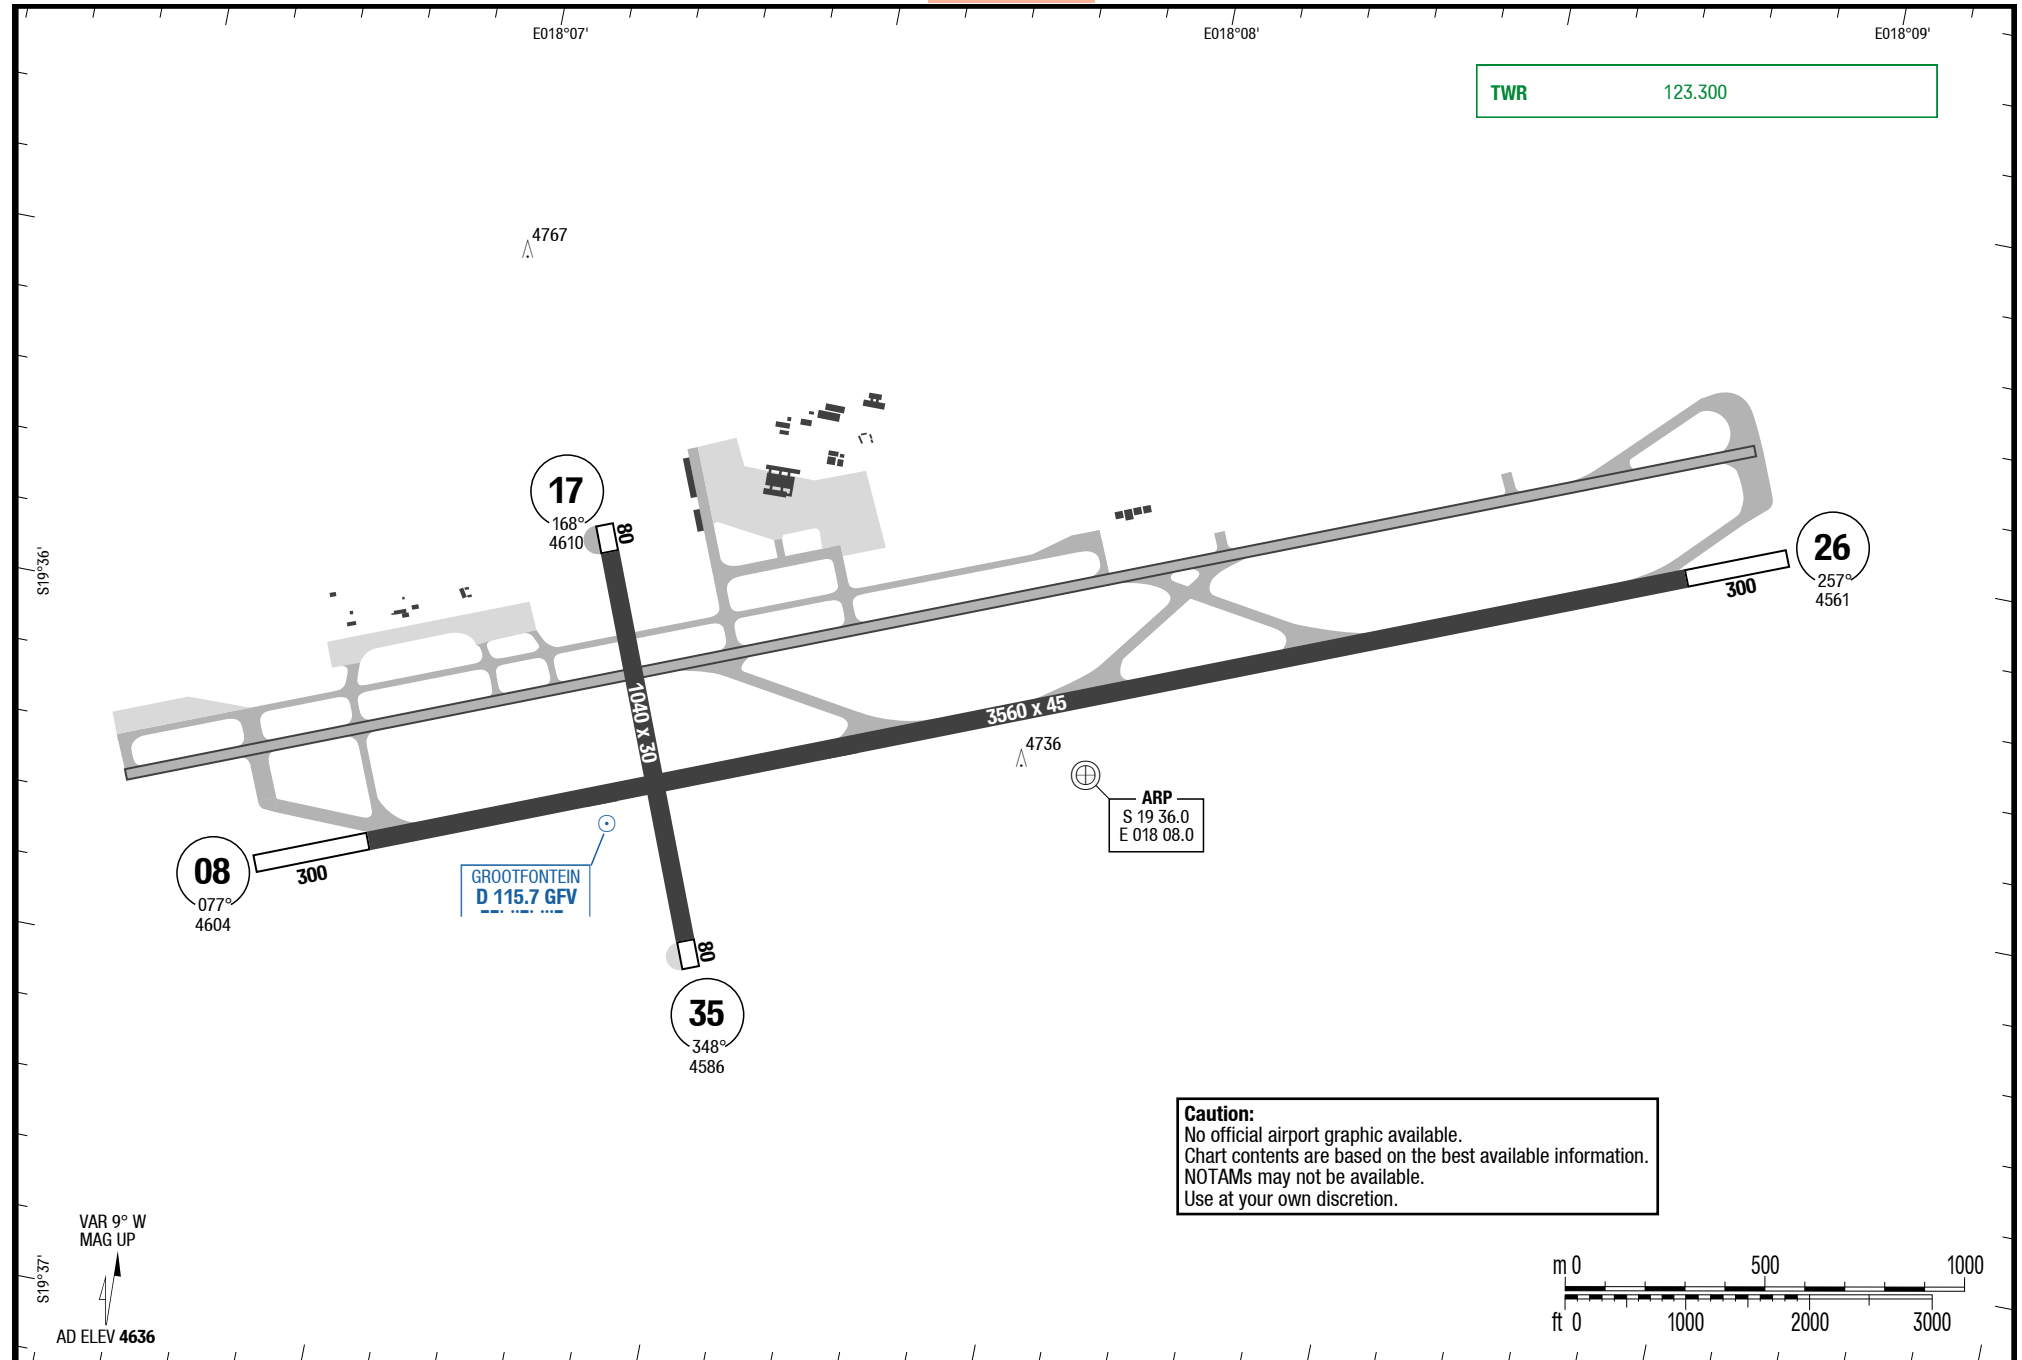 E018°07'
E018°08'
E018°09'
TWR 123.300
4767
17
168°
4610
80
S19°36'
26
257°
4561
300
1040 x 30
3560 x 45
4736
ARP
S 19 36.0
E 018 08.0
08
077°
4604
300
GROOTFONTEIN
D 115.7 GFV
80
35
348°
4586
Caution:
No official airport graphic available.
Chart contents are based on the best available information.
NOTAMs may not be available.
Use at your own discretion.
VAR 9° W
MAG UP
S19°37'
AD ELEV 4636
m 0 500 1000
ft 0 1000 2000 3000